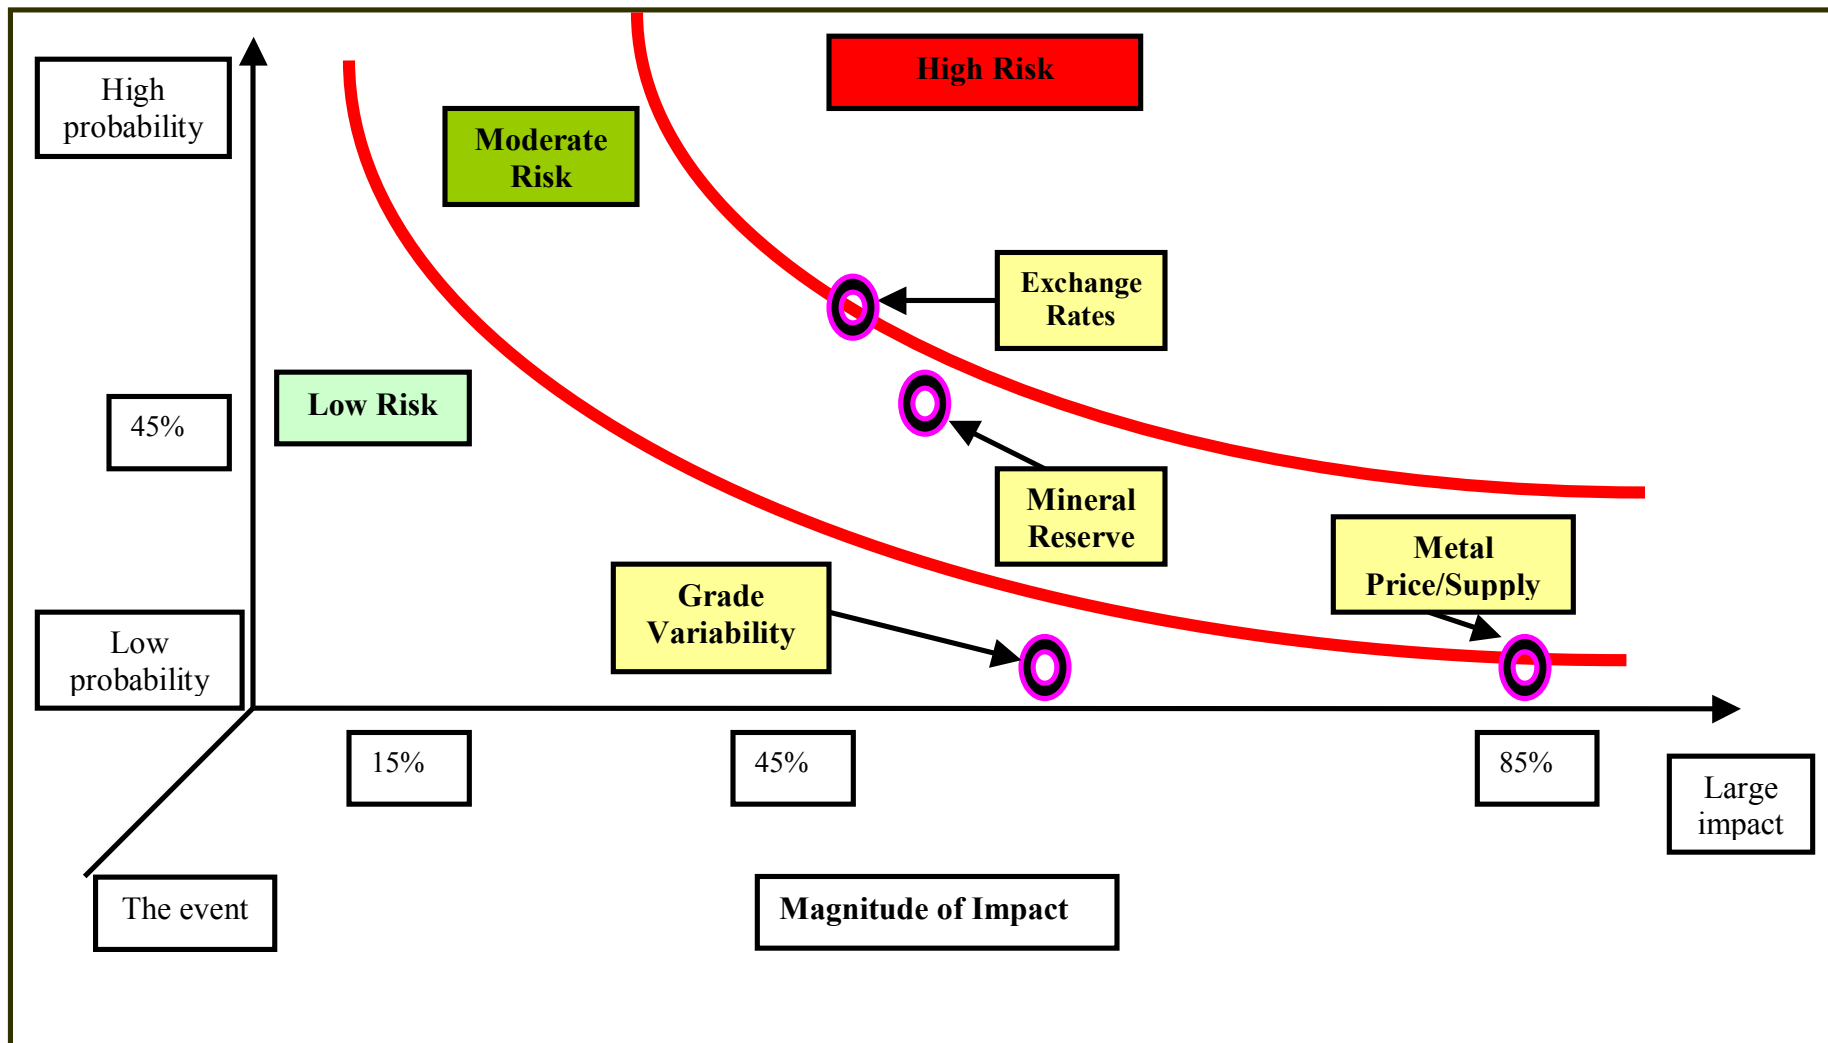 High
probability
High Risk
Moderate
Risk
Exchange
Rates
Low Risk
45%
Mineral
Reserve
Metal
Price/Supply
Grade
Variability
Low
probability
15%
45%
85%
Large
impact
The event
Magnitude of Impact